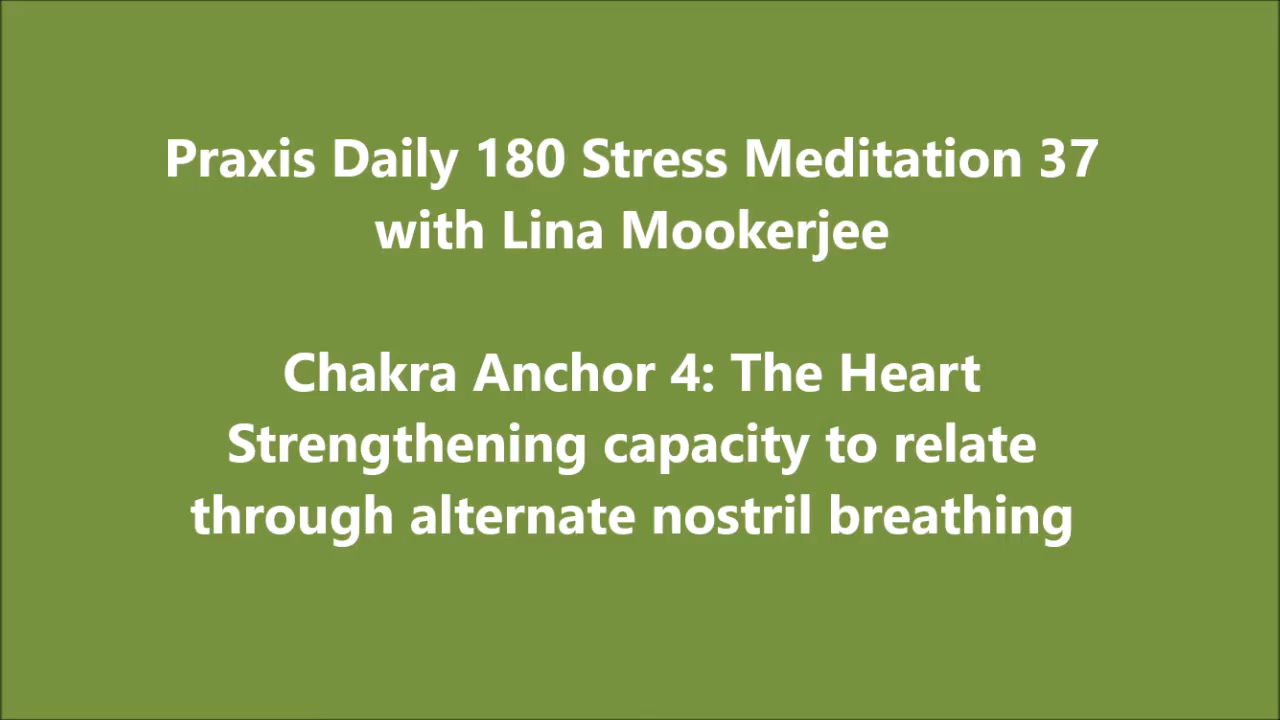 Praxis Daily 180 Stress Meditation 37
with Lina Mookerjee
Chakra Anchor 4: The Heart
Strengthening capacity to relate
through alternate nostril breathing